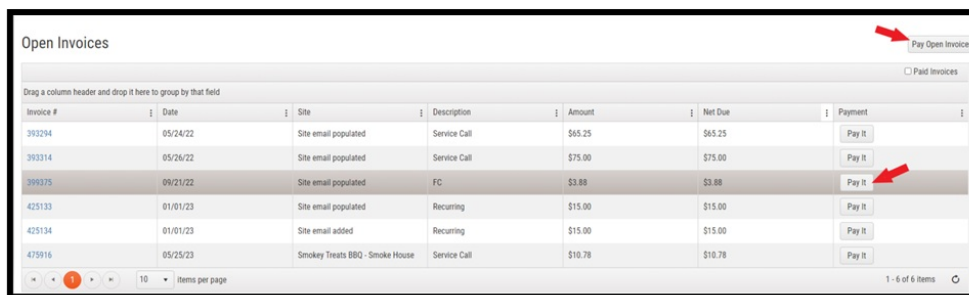 Open Invoices
Pay Open Invoice
Paid Invoices
Drag a column header and drop it here to group by that field
Invoice # Date Site Description Amount Net Due Payment
393294 05/24/22 Site email populated Service Call $65.25 $65.25 Pay It
393314 05/26/22 Site email populated Service Call $75.00 $75.00 Pay It
399375 09/21/22 Site email populated FC $3.88 $3.88 Pay It
425133 01/01/23 Site email populated Recurring $15.00 $15.00 Pay It
425134 01/01/23 Site email added Recurring $15.00 $15.00 Pay It
475916 05/25/23 Smokey Treats BBQ - Smoke House Service Call $10.78 $10.78 Pay It
1 10 items per page 1 - 6 of 6 items